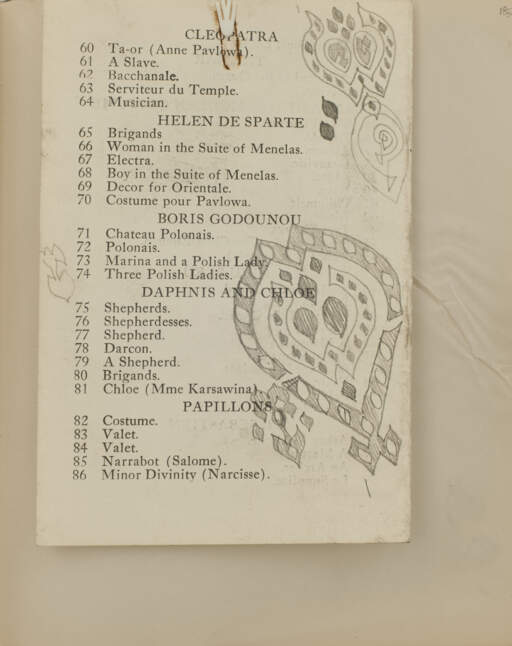 CLEOPATRA
60 Ta-or (Anne Pavlowa).
61 A Slave.
62 Bacchanale.
63 Serviteur du Temple.
64 Musician.
HELEN DE SPARTE
65 Brigands
66 Woman in the Suite of Menelas.
67 Electra.
68 Boy in the Suite of Menelas.
69 Decor for Orientale.
70 Costume pour Pavlowa.
BORIS GODOUNOU
71 Chateau Polonais.
72 Polonais.
73 Marina and a Polish Lady.
74 Three Polish Ladies.
DAPHNIS AND CHLOE
75 Shepherds.
76 Shepherdesses.
77 Shepherd.
78 Darcon.
79 A Shepherd.
80 Brigands.
81 Chloe (Mme Karsawina).
PAPILLONS
82 Costume.
83 Valet.
84 Valet.
85 Narrabot (Salome).
86 Minor Divinity (Narcisse).